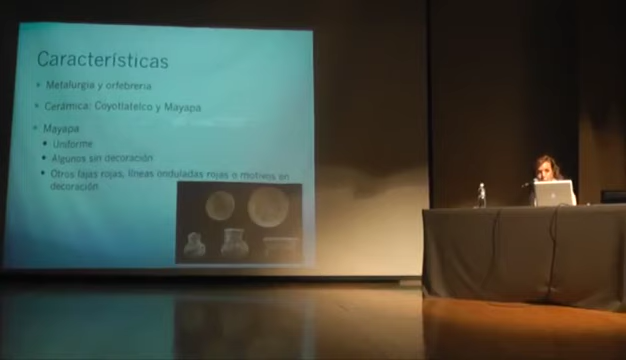 Características
Metalurgia y orfebrería
Cerámica: Coyotlatelco y Mayapa
Mayapa
Uniforme
Algunos sin decoración
Otros fajas rojas, líneas onduladas rojas o motivos en
decoración